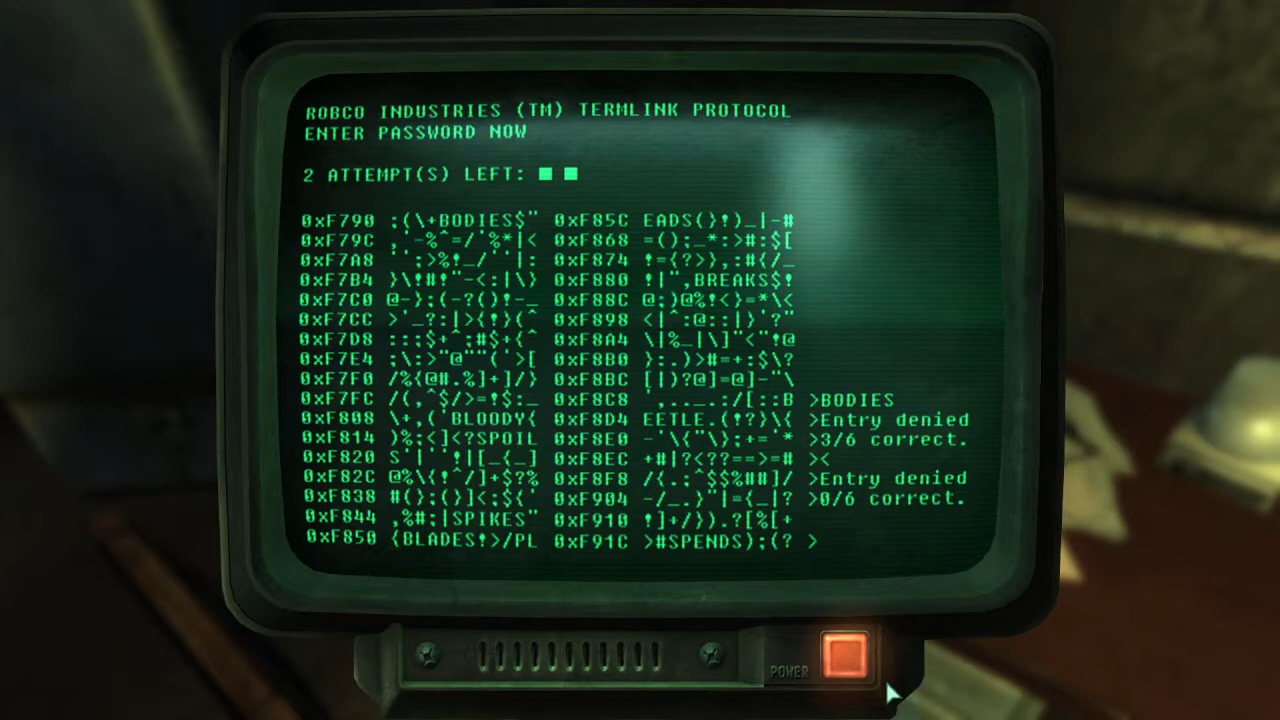 ROBCO INDUSTRIES (TM) TERMLINK PROTOCOL
ENTER PASSWORD NOW
2 ATTEMPT(S) LEFT: ■ ■
0xF790 :(\+BODIES$" 0xF85C EADS(}!)_|-#
0xF79C ,'-%^=/'%*|< 0xF868 =();_*:>#:$[
0xF7A8 '':>%!_/''|: 0xF874 !={?>},:#{/_
0xF7B4 }\!#!"-<:|\} 0xF880 !|",BREAKS$!
0xF7C0 @-};(-?()!-_ 0xF88C @;)@%!<}=*\<
0xF7CC >'_?:|>{!}(^ 0xF898 <|^:@::|}'?"
0xF7D8 :::$+^;#$+{^ 0xF8A4 \|%_|\]"<"!@
0xF7E4 ;\:>"@""('>[ 0xF8B0 }:.)>#=+:$\?
0xF7F0 /%{@#.%]+]/} 0xF8BC [|)?@]=@]-"\
0xF7FC /(,^$/>=!$:_ 0xF8C8 ',.._.:/[::B >BODIES
0xF808 \+,('BLOODY{ 0xF8D4 EETLE.(!?}\{ >Entry denied
0xF814 )%;<]<?SPOIL 0xF8E0 -'\{"\};+='* >3/6 correct.
0xF820 S'|''!|[_{_] 0xF8EC +#|?<??==>=# ><
0xF82C @%\{!^/]+$?% 0xF8F8 /{.;^$$%##]/ >Entry denied
0xF838 #(};(}]<;${' 0xF904 -/_.}"|={_|? >0/6 correct.
0xF844 ,%#;|SPIKES" 0xF910 !]+/}).?[%[+
0xF850 {BLADES!>/PL 0xF91C >#SPENDS);(? >
POWER